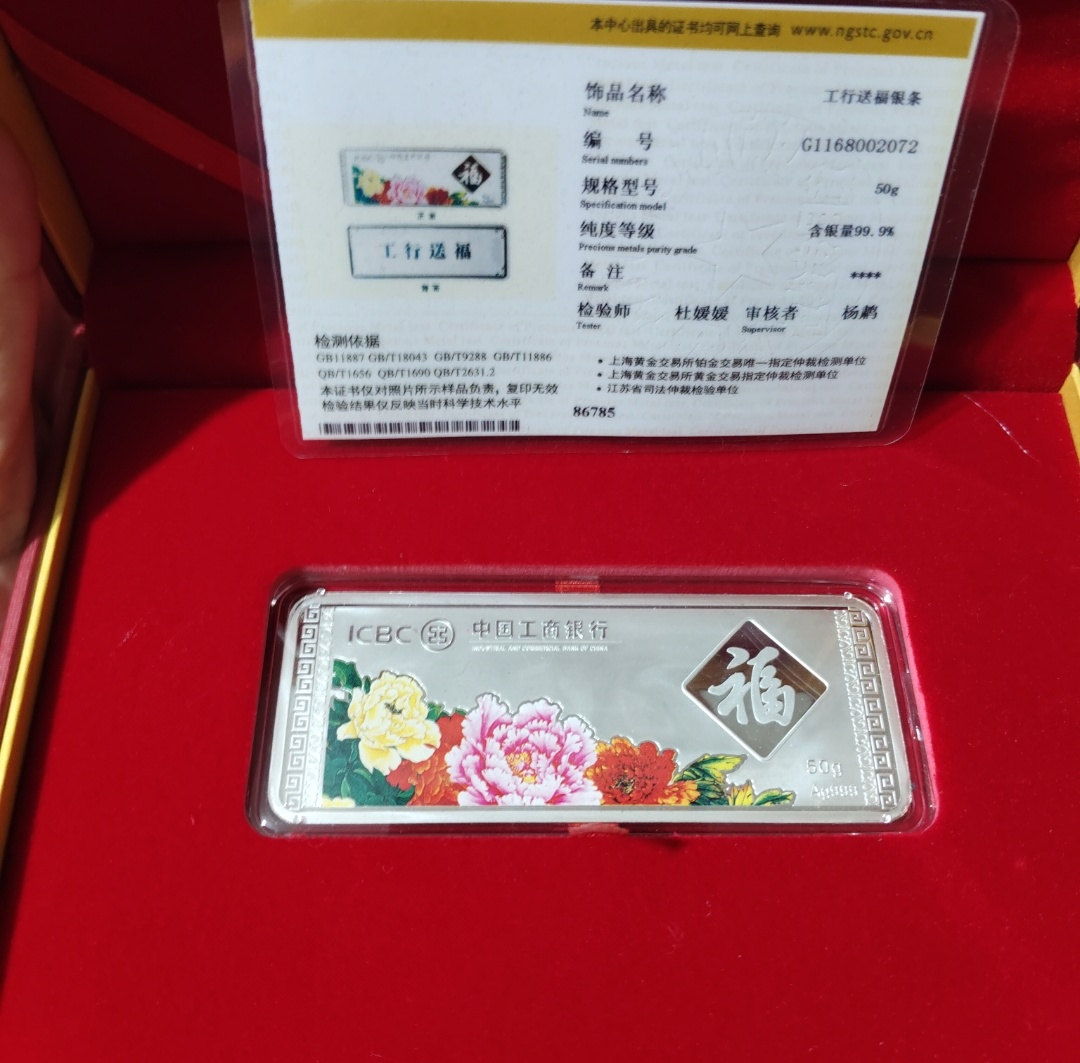 本中心出具的证书均可网上查询 www.ngstc.gov.cn
饰品名称 工行送福银条
Name
编 号 G1168002072
Serial numbers
规格型号 50g
Specification model
纯度等级 含银量99.9%
Precious metals purity grade
备 注 ****
Remark
检验师 杜媛媛 审核者 杨鹣
Tester Supervisor
福
工行送福
检测依据
GB11887 GB/T18043 GB/T9288 GB/T11886
QB/T1656 QB/T1690 QB/T2631.2
本证书仅对照片所示样品负责，复印无效
检验结果仅反映当时科学技术水平
• 上海黄金交易所铂金交易唯一指定仲裁检测单位
• 上海黄金交易所黄金交易指定仲裁检测单位
• 江苏省司法仲裁检验单位
86785
ICBC 中国工商银行
INDUSTRIAL AND COMMERCIAL BANK OF CHINA
福
50g
Ag999